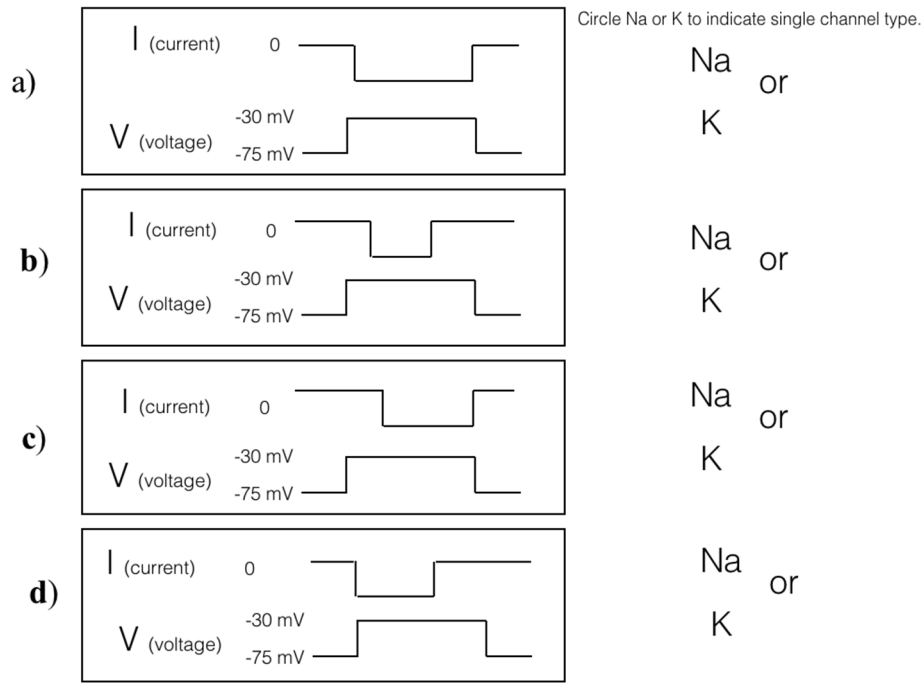 Circle Na or K to indicate single channel type.
a)
I (current) 0
V (voltage) -30 mV
-75 mV
Na or
K
b)
I (current) 0
V (voltage) -30 mV
-75 mV
Na or
K
c)
I (current) 0
V (voltage) -30 mV
-75 mV
Na or
K
d)
I (current) 0
V (voltage) -30 mV
-75 mV
Na or
K